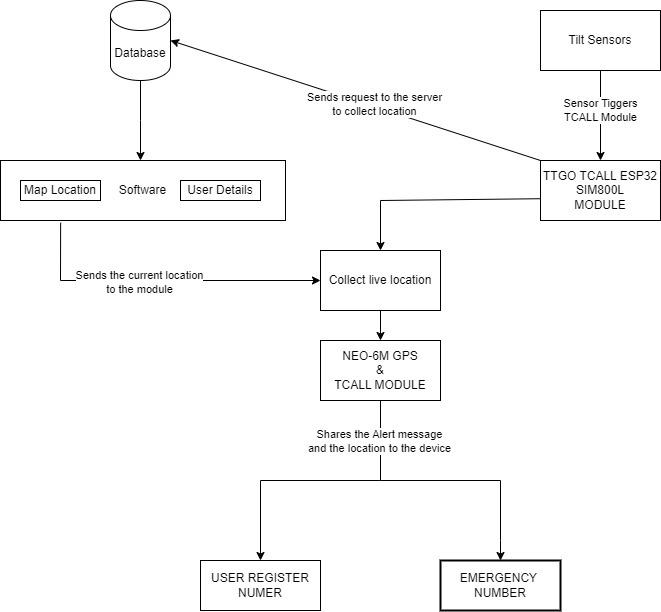 Database
Tilt Sensors
Sends request to the server
to collect location
Sensor Tiggers
TCALL Module
Map Location
Software
User Details
TTGO TCALL ESP32
SIM800L
MODULE
Sends the current location
to the module
Collect live location
NEO-6M GPS
&
TCALL MODULE
Shares the Alert message
and the location to the device
USER REGISTER
NUMER
EMERGENCY
NUMBER